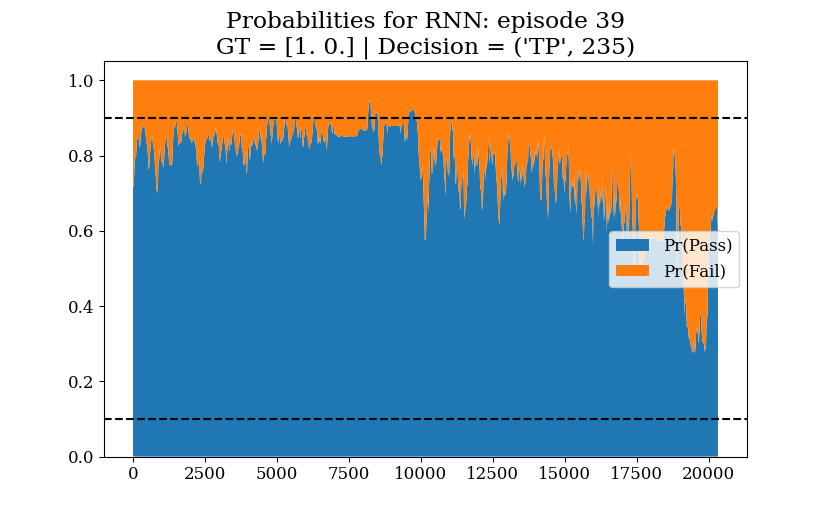 Probabilities for RNN: episode 39
GT = [1. 0.] | Decision = ('TP', 235)
1.0
0.8
0.6
0.4
0.2
0.0
Pr(Pass)
Pr(Fail)
0 2500 5000 7500 10000 12500 15000 17500 20000